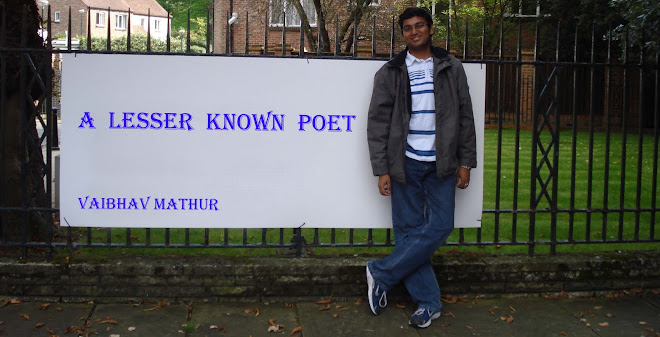 A LESSER KNOWN POET
VAIBHAV MATHUR